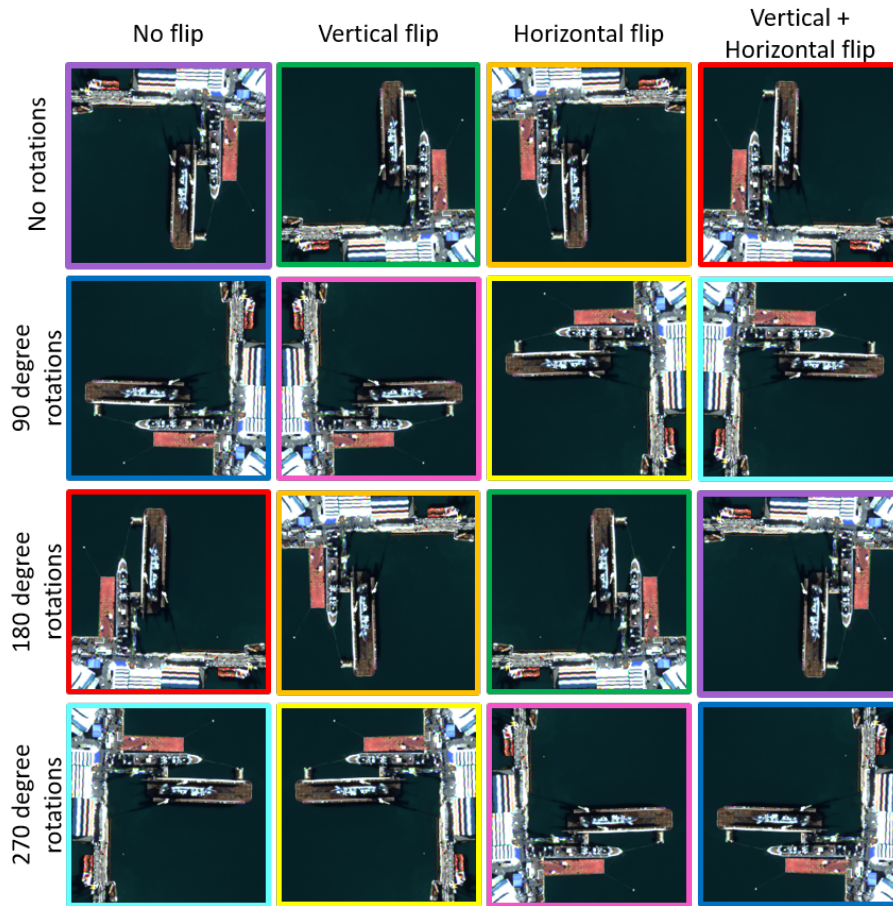 No flip
Vertical flip
Horizontal flip
Vertical +
Horizontal flip
No rotations
90 degree
rotations
180 degree
rotations
270 degree
rotations